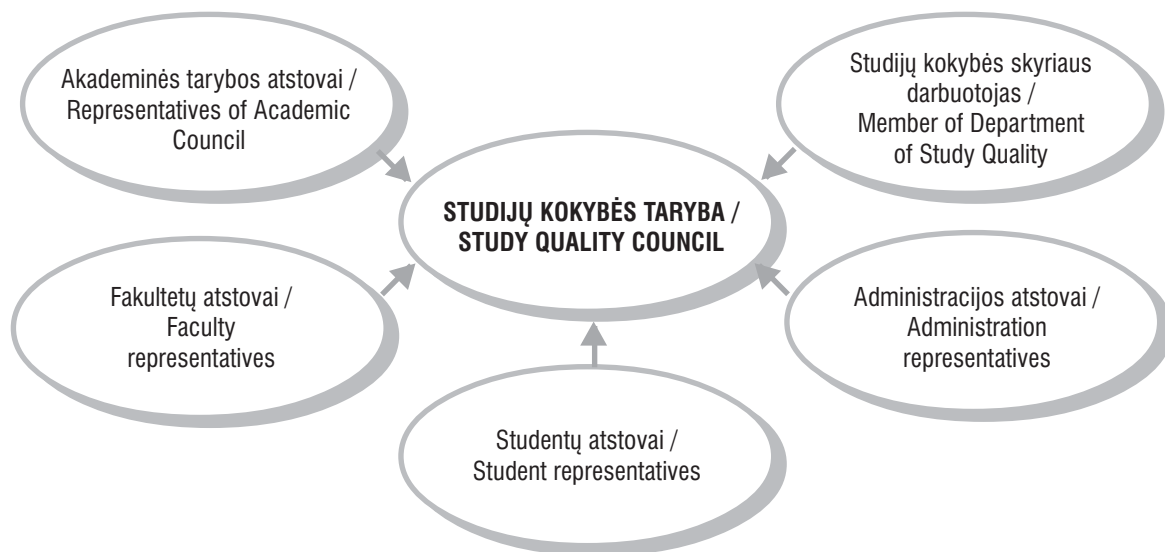 Akademinės tarybos atstovai /
Representatives of Academic
Council
Studijų kokybės skyriaus
darbuotojas /
Member of Department
of Study Quality
STUDIJŲ KOKYBĖS TARYBA /
STUDY QUALITY COUNCIL
Fakultetų atstovai /
Faculty
representatives
Administracijos atstovai /
Administration
representatives
Studentų atstovai /
Student representatives